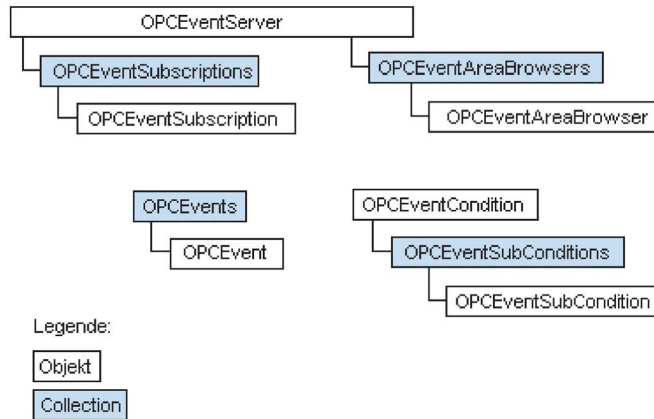 OPCEventServer
OPCEventSubscriptions
OPCEventAreaBrowsers
OPCEventSubscription
OPCEventAreaBrowser
OPCEvents
OPCEventCondition
OPCEvent
OPCEventSubConditions
OPCEventSubCondition
Legende:
Objekt
Collection